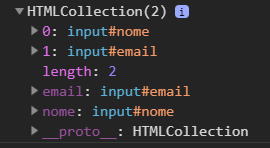 ▼HTMLCollection(2) i
▶ 0: input#nome
▶ 1: input#email
length: 2
▶ email: input#email
▶ nome: input#nome
▶ __proto__: HTMLCollection